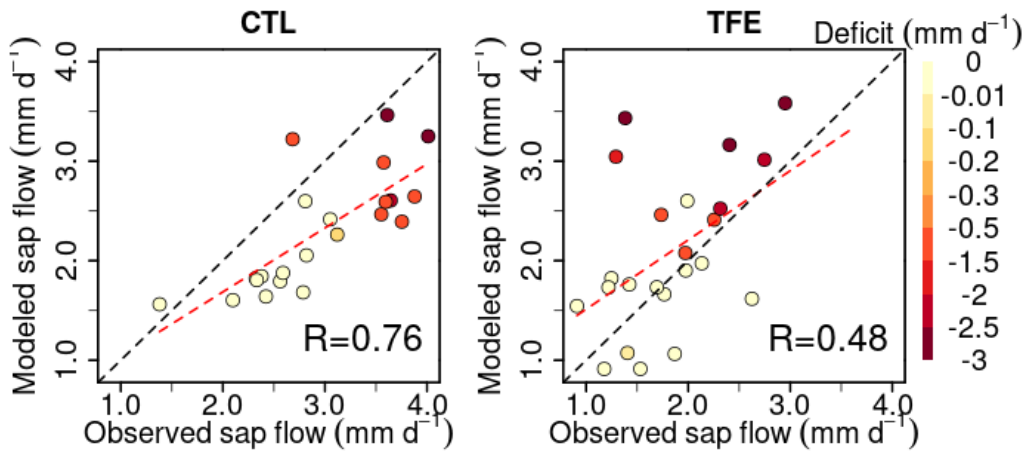 CTL
TFE
Deficit (mm d⁻¹)
Modeled sap flow (mm d⁻¹)
4.0
3.0
2.0
1.0
R=0.76
1.0 2.0 3.0 4.0
Observed sap flow (mm d⁻¹)
Modeled sap flow (mm d⁻¹)
4.0
3.0
2.0
1.0
R=0.48
1.0 2.0 3.0 4.0
Observed sap flow (mm d⁻¹)
0
-0.01
-0.1
-0.2
-0.3
-0.5
-1.5
-2
-2.5
-3